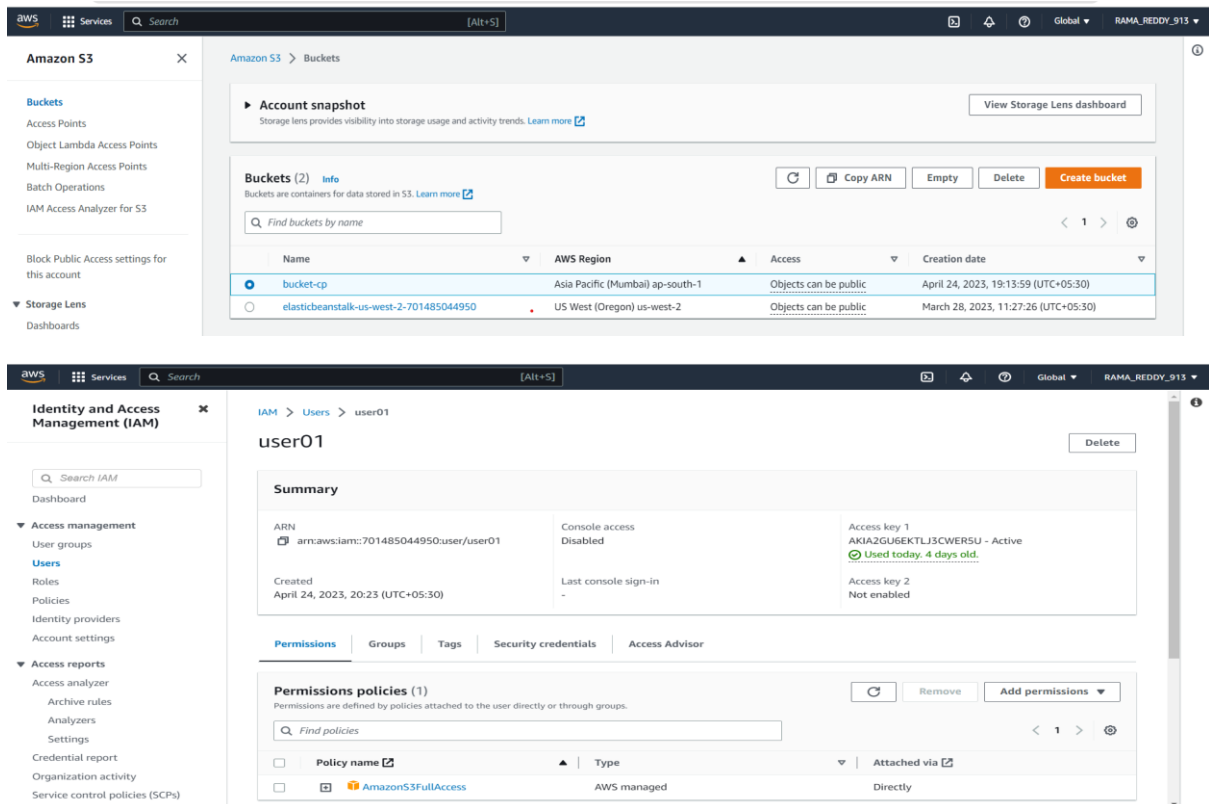 aws Services Search [Alt+S] Global RAMA_REDDY_913
Amazon S3
Buckets
Access Points
Object Lambda Access Points
Multi-Region Access Points
Batch Operations
IAM Access Analyzer for S3
Block Public Access settings for
this account
Storage Lens
Dashboards
Amazon S3 > Buckets
Account snapshot
View Storage Lens dashboard
Storage lens provides visibility into storage usage and activity trends. Learn more
Buckets (2) Info
Copy ARN Empty Delete Create bucket
Buckets are containers for data stored in S3. Learn more
Find buckets by name
< 1 >
Name AWS Region Access Creation date
bucket-cp Asia Pacific (Mumbai) ap-south-1 Objects can be public April 24, 2023, 19:13:59 (UTC+05:30)
elasticbeanstalk-us-west-2-701485044950 US West (Oregon) us-west-2 Objects can be public March 28, 2023, 11:27:26 (UTC+05:30)
aws Services Search [Alt+S] Global RAMA_REDDY_913
Identity and Access
Management (IAM)
Search IAM
Dashboard
Access management
User groups
Users
Roles
Policies
Identity providers
Account settings
Access reports
Access analyzer
Archive rules
Analyzers
Settings
Credential report
Organization activity
Service control policies (SCPs)
IAM > Users > user01
user01
Delete
Summary
ARN
arn:aws:iam::701485044950:user/user01
Console access
Disabled
Access key 1
AKIA2GU6EKTLJ3CWER5U - Active
Used today. 4 days old.
Created
April 24, 2023, 20:23 (UTC+05:30)
Last console sign-in
-
Access key 2
Not enabled
Permissions Groups Tags Security credentials Access Advisor
Permissions policies (1)
Remove Add permissions
Permissions are defined by policies attached to the user directly or through groups.
Find policies
< 1 >
Policy name Type Attached via
AmazonS3FullAccess AWS managed Directly